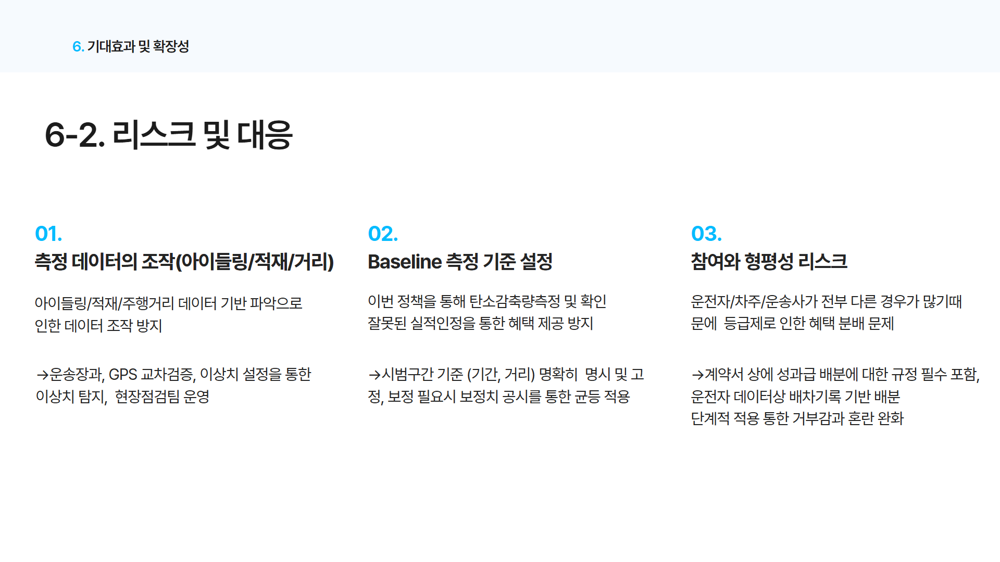 6. 기대효과 및 확장성
6-2. 리스크 및 대응
01.
측정 데이터의 조작(아이들링/적재/거리)
아이들링/적재/주행거리 데이터 기반 파악으로
인한 데이터 조작 방지
→운송장과, GPS 교차검증, 이상치 설정을 통한
이상치 탐지,  현장점검팀 운영
02.
Baseline 측정 기준 설정
이번 정책을 통해 탄소감축량측정 및 확인
잘못된 실적인정을 통한 혜택 제공 방지
→시범구간 기준 (기간, 거리) 명확히  명시 및 고
정, 보정 필요시 보정치 공시를 통한 균등 적용
03.
참여와 형평성 리스크
운전자/차주/운송사가 전부 다른 경우가 많기때
문에  등급제로 인한 혜택 분배 문제
→계약서 상에 성과급 배분에 대한 규정 필수 포함,
운전자 데이터상 배차기록 기반 배분
단계적 적용 통한 거부감과 혼란 완화